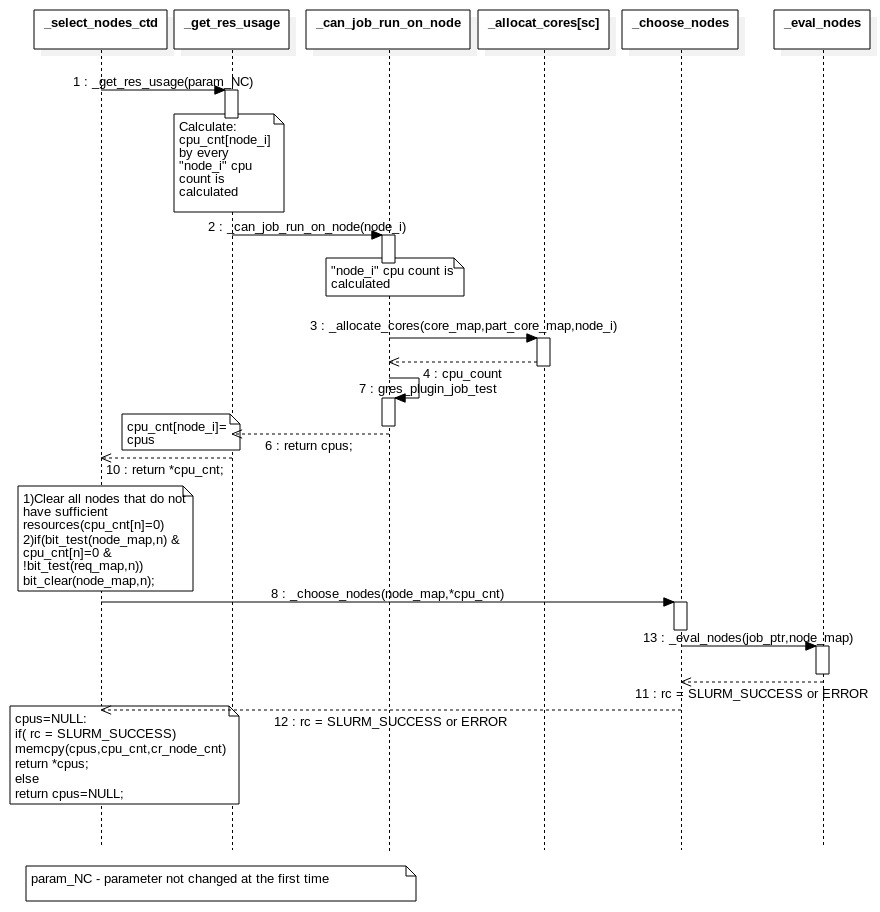 _select_nodes_ctd
_get_res_usage
_can_job_run_on_node
_allocat_cores[sc]
_choose_nodes
_eval_nodes
1 : _get_res_usage(param_NC)
Calculate:
cpu_cnt[node_i]
by every
"node_i" cpu
count is
calculated
2 : _can_job_run_on_node(node_i)
"node_i" cpu count is
calculated
3 : _allocate_cores(core_map,part_core_map,node_i)
4 : cpu_count
7 : gres_plugin_job_test
cpu_cnt[node_i]=
cpus
6 : return cpus;
10 : return *cpu_cnt;
1)Clear all nodes that do not
have sufficient
resources(cpu_cnt[n]=0)
2)if(bit_test(node_map,n) &
cpu_cnt[n]=0 &
!bit_test(req_map,n))
bit_clear(node_map,n);
8 : _choose_nodes(node_map,*cpu_cnt)
13 : _eval_nodes(job_ptr,node_map)
11 : rc = SLURM_SUCCESS or ERROR
12 : rc = SLURM_SUCCESS or ERROR
cpus=NULL:
if( rc = SLURM_SUCCESS)
memcpy(cpus,cpu_cnt,cr_node_cnt)
return *cpus;
else
return cpus=NULL;
param_NC - parameter not changed at the first time